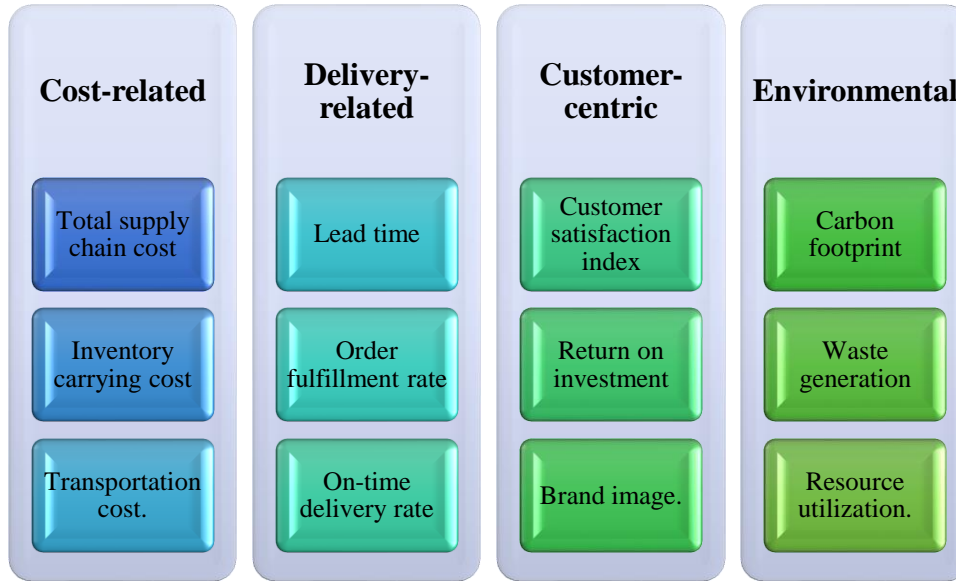 Cost-related
Total supply
chain cost
Inventory
carrying cost
Transportation
cost.
Delivery-
related
Lead time
Order
fulfillment rate
On-time
delivery rate
Customer-
centric
Customer
satisfaction
index
Return on
investment
Brand image.
Environmental
Carbon
footprint
Waste
generation
Resource
utilization.